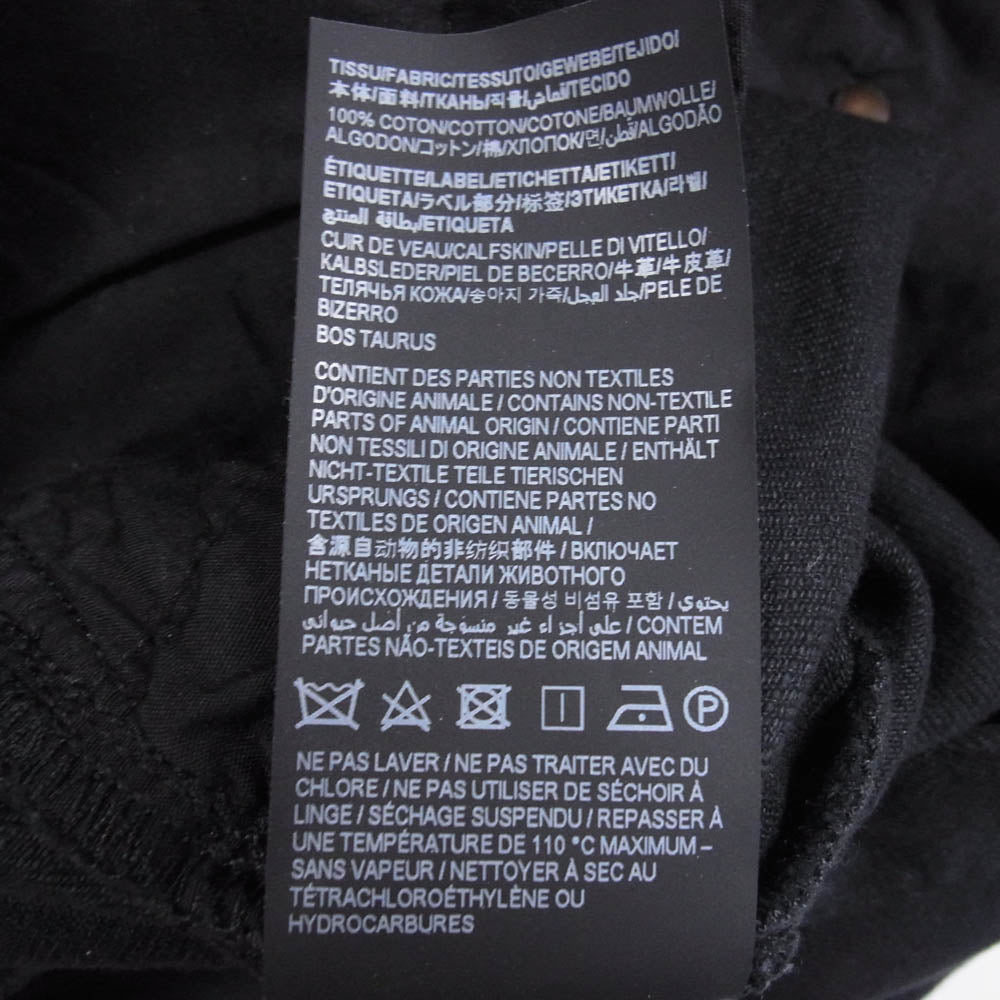 TISSU/FABRIC/TESSUTO/GEWEBE/TEJIDO/
本体/面料/ТКАНЬ/직물/قماش/TECIDO
100% COTON/COTTON/COTONE/BAUMWOLLE/
ALGODON/コットン/棉/ХЛОПОК/면/قطن/ALGODÃO
ÉTIQUETTE/LABEL/ETICHETTA/ETIKETT/
ETIQUETA/ラベル部分/标签/ЭТИКЕТКА/라벨/
بطاقة المنتج/ETIQUETA
CUIR DE VEAU/CALFSKIN/PELLE DI VITELLO/
KALBSLEDER/PIEL DE BECERRO/牛革/牛皮革/
ТЕЛЯЧЬЯ КОЖА/송아지 가죽/جلد العجل/PELE DE
BIZERRO
BOS TAURUS
CONTIENT DES PARTIES NON TEXTILES
D'ORIGINE ANIMALE / CONTAINS NON-TEXTILE
PARTS OF ANIMAL ORIGIN / CONTIENE PARTI
NON TESSILI DI ORIGINE ANIMALE / ENTHÄLT
NICHT-TEXTILE TEILE TIERISCHEN
URSPRUNGS / CONTIENE PARTES NO
TEXTILES DE ORIGEN ANIMAL /
含源自动物的非纺织部件 / ВКЛЮЧАЕТ
НЕТКАНЫЕ ДЕТАЛИ ЖИВОТНОГО
ПРОИСХОЖДЕНИЯ / 동물성 비섬유 포함 / يحتوي
على أجزاء غير منسوجة من أصل حيواني / CONTEM
PARTES NÃO-TEXTEIS DE ORIGEM ANIMAL
P
NE PAS LAVER / NE PAS TRAITER AVEC DU
CHLORE / NE PAS UTILISER DE SÉCHOIR À
LINGE / SÉCHAGE SUSPENDU / REPASSER À
UNE TEMPÉRATURE DE 110 °C MAXIMUM –
SANS VAPEUR / NETTOYER À SEC AU
TÉTRACHLOROÉTHYLÈNE OU
HYDROCARBURES